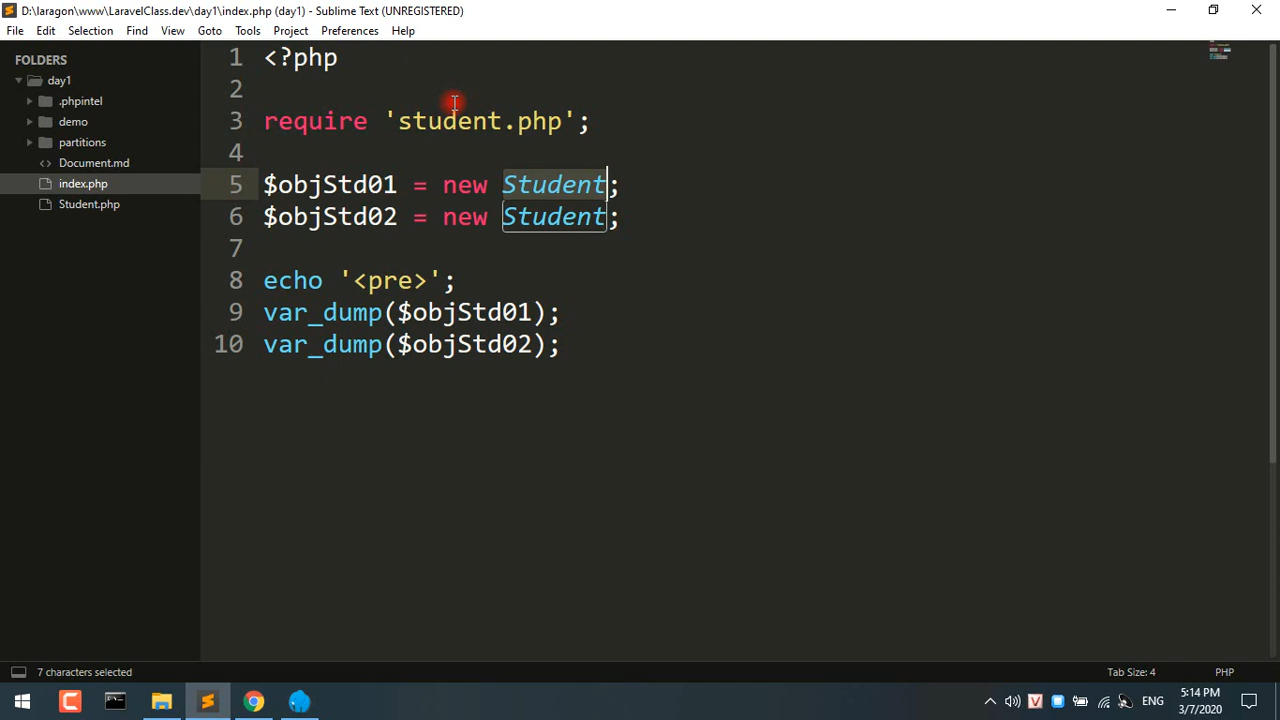 D:\laragon\www\LaravelClass.dev\day1\index.php (day1) - Sublime Text (UNREGISTERED)
File Edit Selection Find View Goto Tools Project Preferences Help
FOLDERS
day1
.phpintel
demo
partitions
<> Document.md
index.php
Student.php
1 <?php
2
3 require 'student.php';
4
5 $objStd01 = new Student;
6 $objStd02 = new Student;
7
8 echo '<pre>';
9 var_dump($objStd01);
10 var_dump($objStd02);
7 characters selected
Tab Size: 4 PHP
V ENG
5:14 PM
3/7/2020